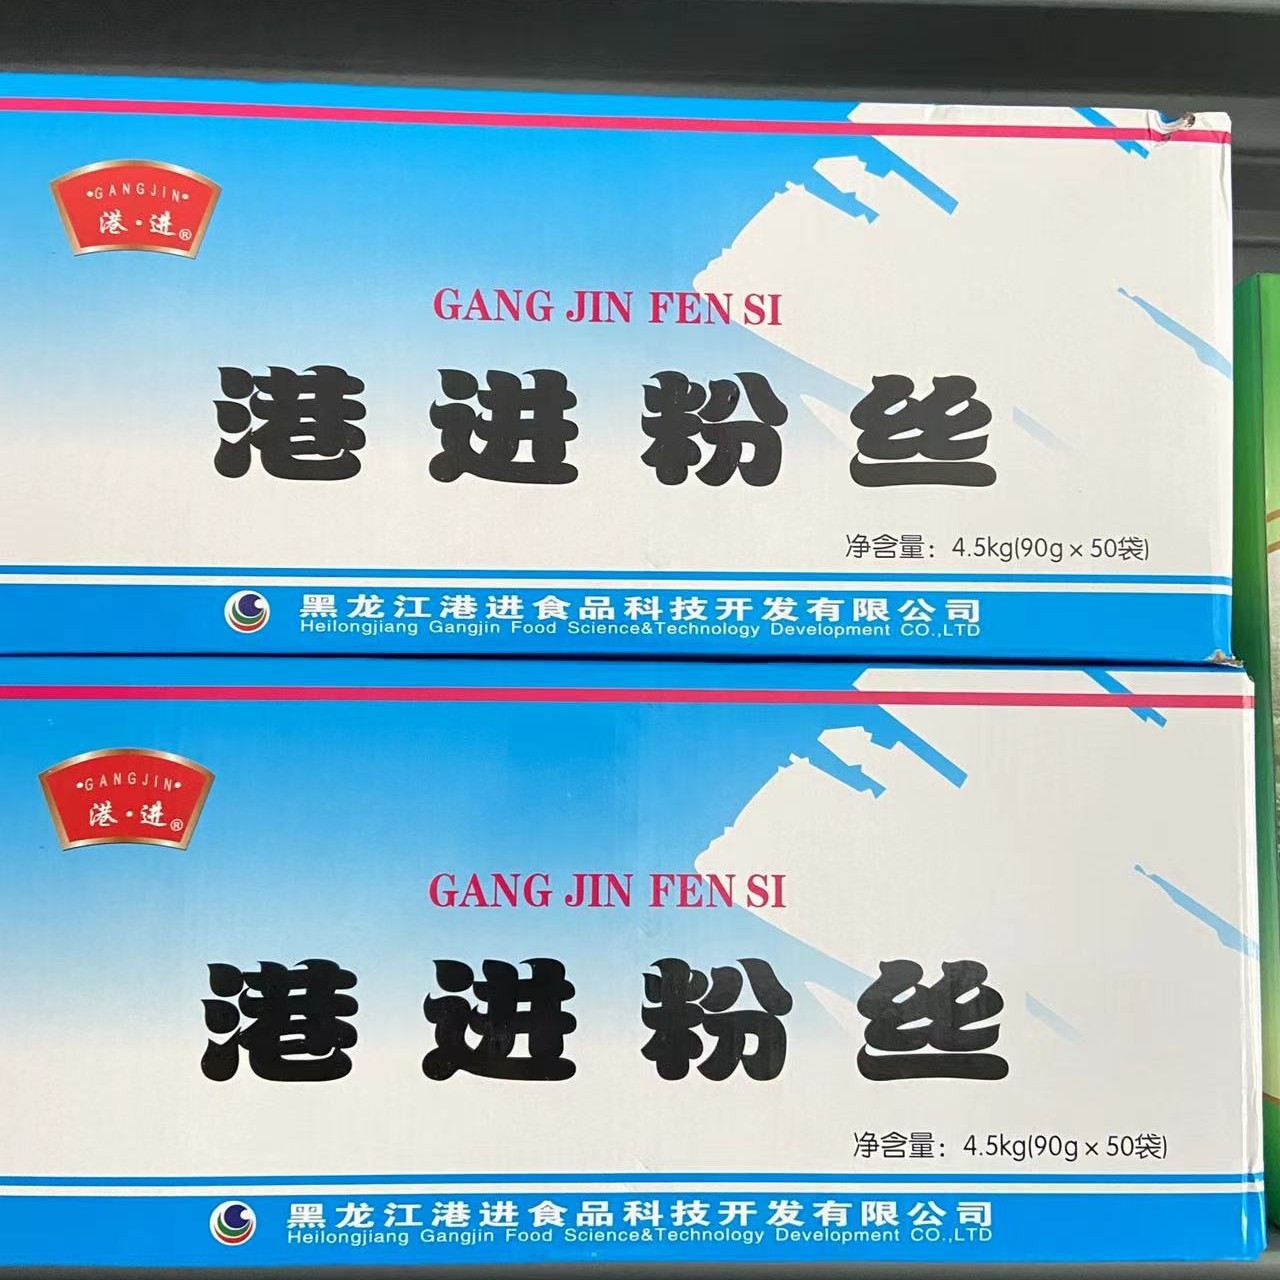 •GANGJIN•
港·进®
GANG JIN FEN SI
港进粉丝
净含量：4.5kg(90g×50袋)
黑龙江港进食品科技开发有限公司
Heilongjiang Gangjin Food Science&Technology Development CO.,LTD
•GANGJIN•
港·进®
GANG JIN FEN SI
港进粉丝
净含量：4.5kg(90g×50袋)
黑龙江港进食品科技开发有限公司
Heilongjiang Gangjin Food Science&Technology Development CO.,LTD